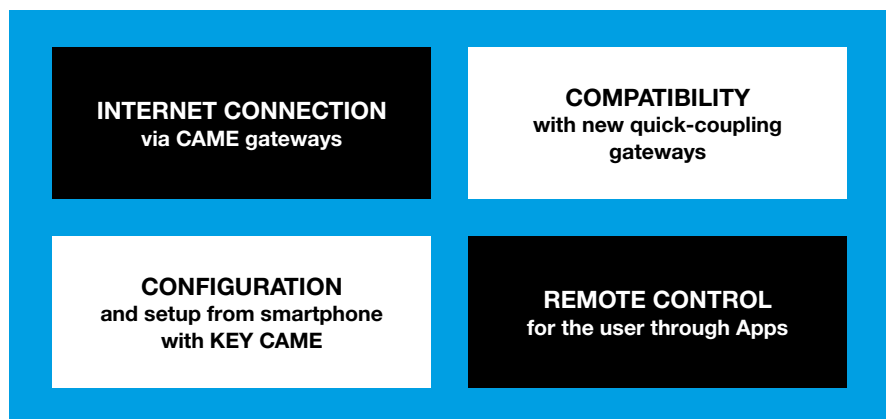 INTERNET CONNECTION
via CAME gateways
COMPATIBILITY
with new quick-coupling
gateways
CONFIGURATION
and setup from smartphone
with KEY CAME
REMOTE CONTROL
for the user through Apps